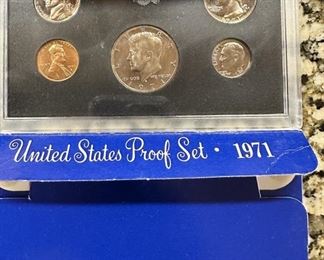 United States Proof Set · 1971